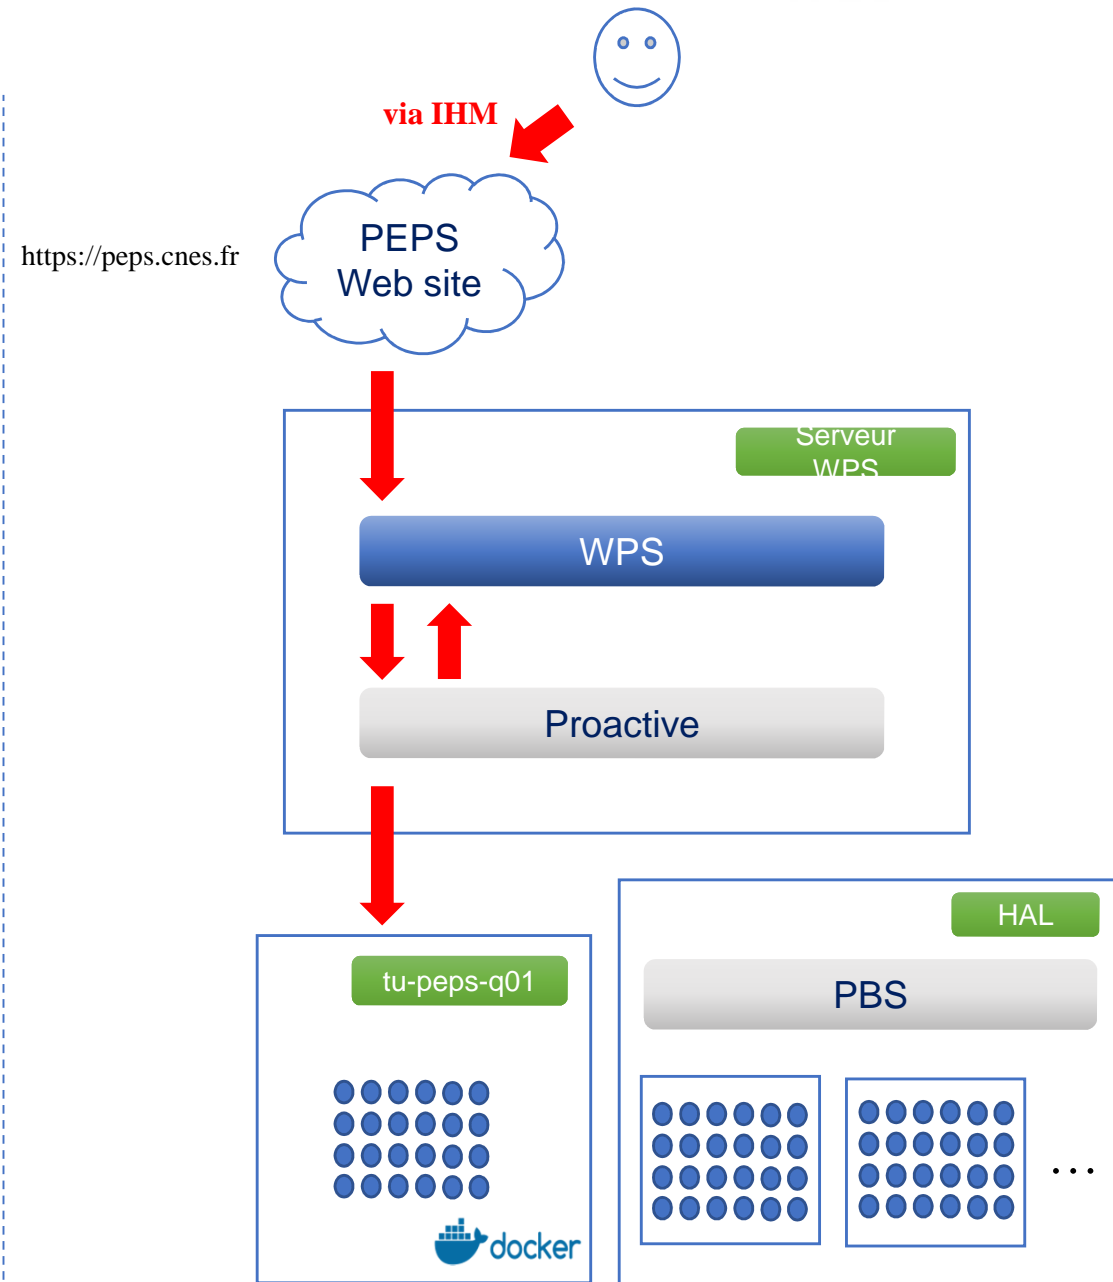 via IHM
https://peps.cnes.fr
PEPS
Web site
Serveur
WPS
WPS
Proactive
HAL
tu-peps-q01
PBS
...
docker